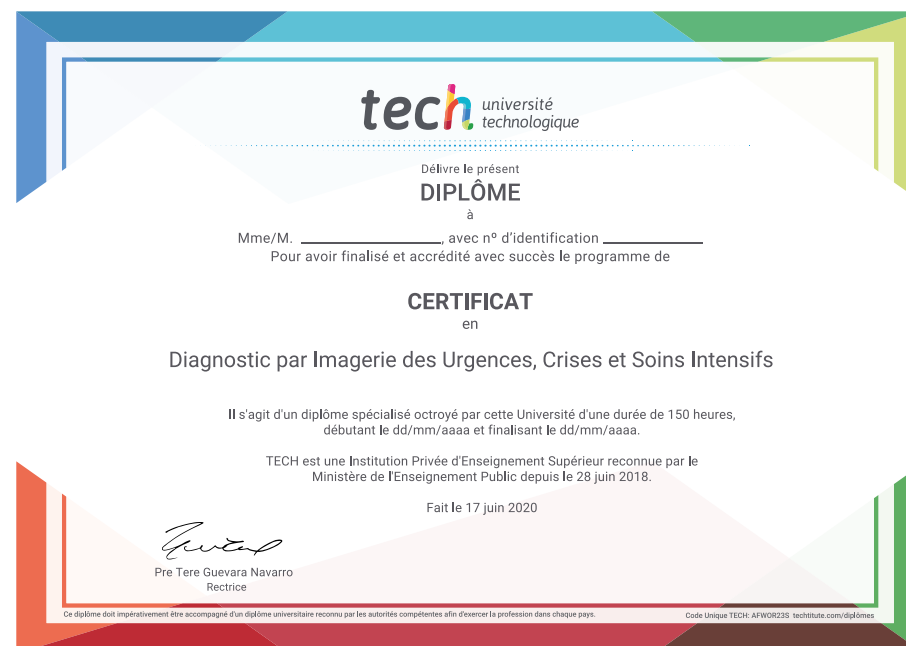 tech université
technologique
Délivre le présent
DIPLÔME
à
Mme/M. ____________________, avec nº d'identification ______________
Pour avoir finalisé et accrédité avec succès le programme de
CERTIFICAT
en
Diagnostic par Imagerie des Urgences, Crises et Soins Intensifs
Il s'agit d'un diplôme spécialisé octroyé par cette Université d'une durée de 150 heures,
débutant le dd/mm/aaaa et finalisant le dd/mm/aaaa.
TECH est une Institution Privée d'Enseignement Supérieur reconnue par le
Ministère de l'Enseignement Public depuis le 28 juin 2018.
Fait le 17 juin 2020
Pre Tere Guevara Navarro
Rectrice
Ce diplôme doit impérativement être accompagné d'un diplôme universitaire reconnu par les autorités compétentes afin d'exercer la profession dans chaque pays.
Code Unique TECH: AFWOR23S techtitute.com/diplômes